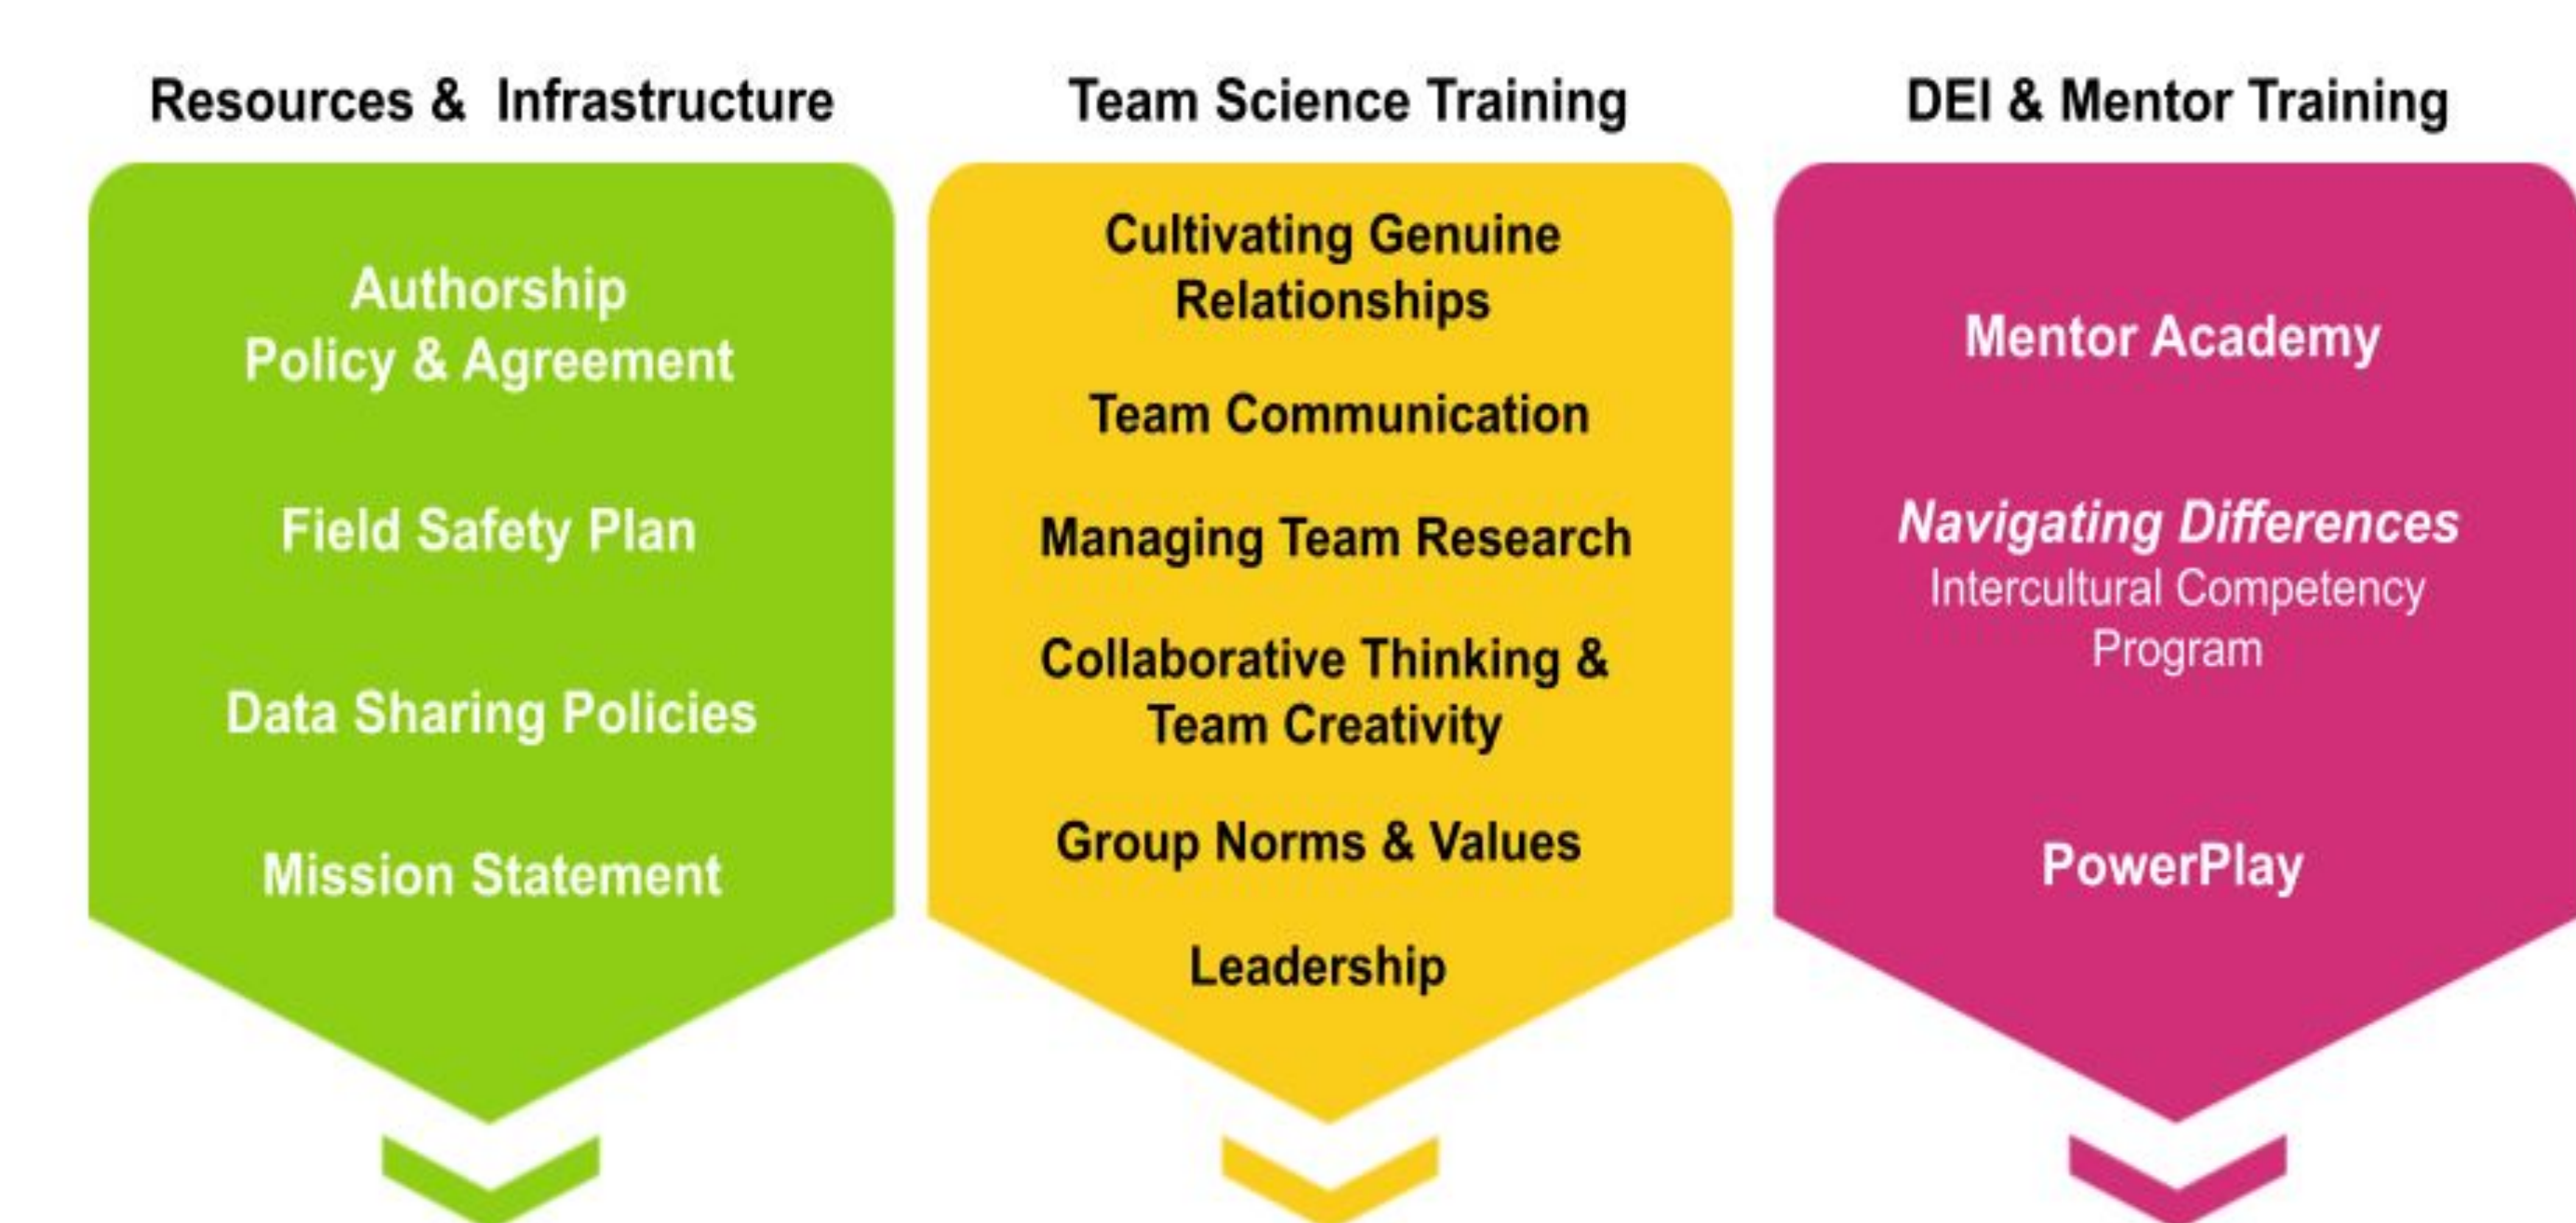 Resources & Infrastructure
Authorship
Policy & Agreement
Field Safety Plan
Data Sharing Policies
Mission Statement
Team Science Training
Cultivating Genuine
Relationships
Team Communication
Managing Team Research
Collaborative Thinking &
Team Creativity
Group Norms & Values
Leadership
DEI & Mentor Training
Mentor Academy
Navigating Differences
Intercultural Competency
Program
PowerPlay